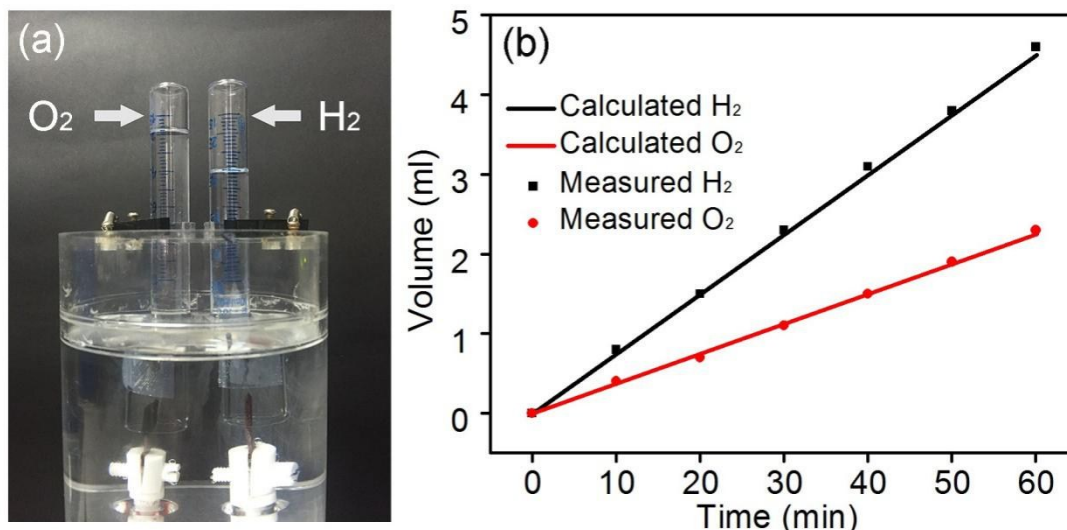 (a)
O₂
H₂
(b)
Calculated H₂
Calculated O₂
Measured H₂
Measured O₂
Volume (ml)
5
4
3
2
1
0
0 10 20 30 40 50 60
Time (min)